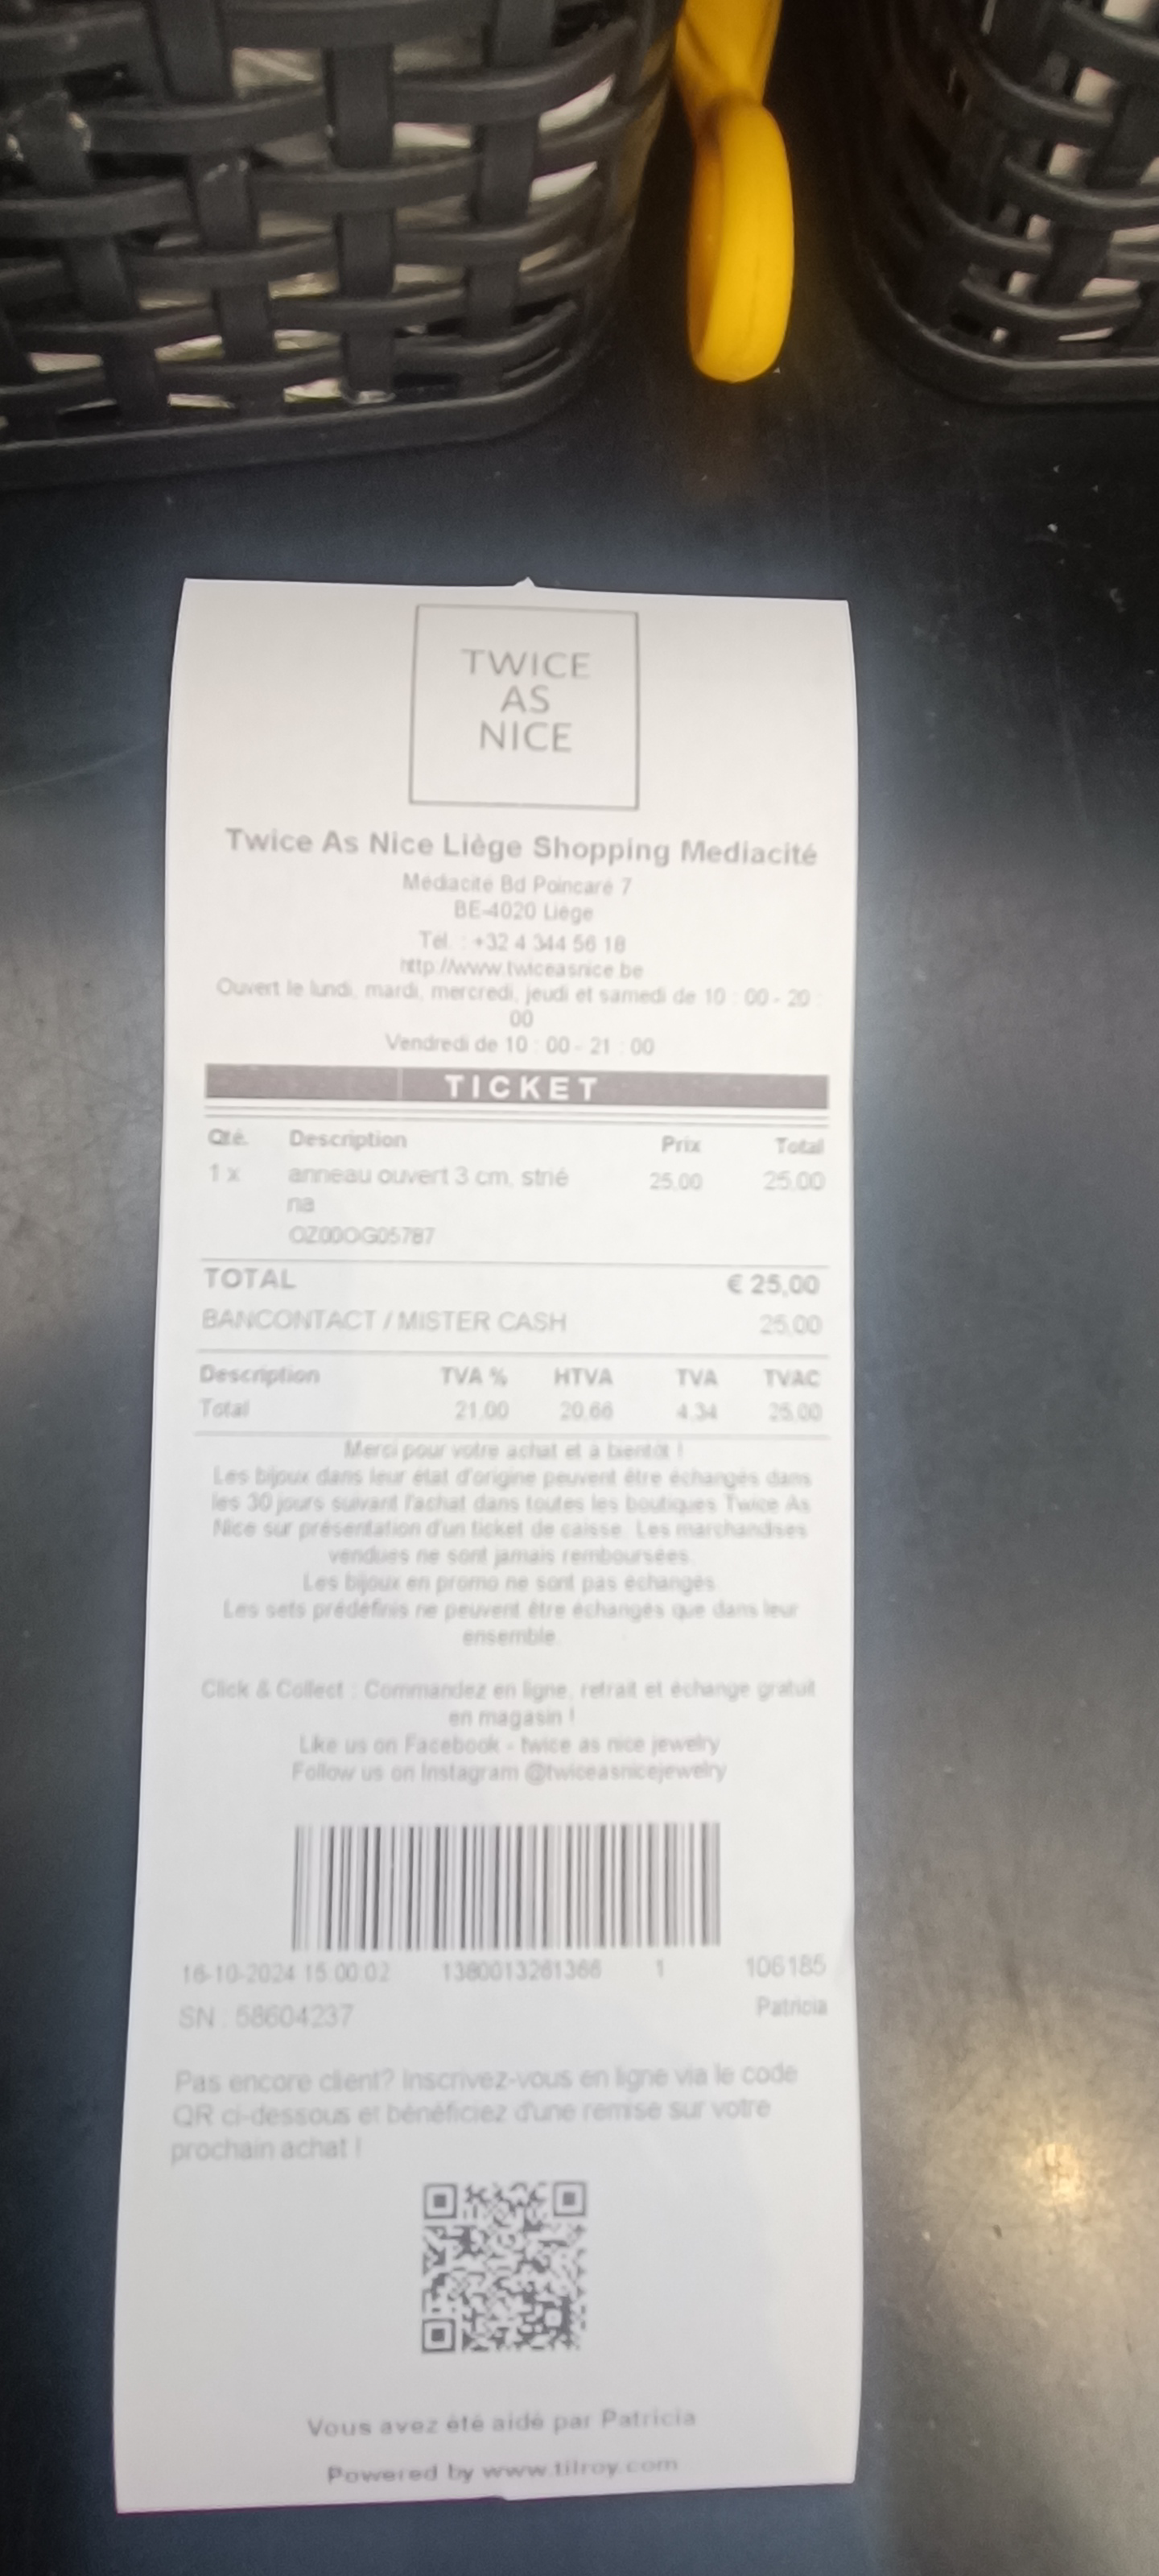 TWICE
AS
NICE
Twice As Nice Liège Shopping Mediacité
Médiacité Bd Poincaré 7
BE-4020 Liège
Tél. : +32 4 344 56 18
http://www.twiceasnice.be
Ouvert le lundi, mardi, mercredi, jeudi et samedi de 10 : 00 - 20 :
00
Vendredi de 10 : 00 - 21 : 00
TICKET
Qté. Description Prix Total
1 x anneau ouvert 3 cm, strié 25.00 25.00
na
OZ00OG05787
TOTAL € 25,00
BANCONTACT / MISTER CASH 25.00
Description TVA % HTVA TVA TVAC
Total 21.00 20.66 4.34 25.00
Merci pour votre achat et à bientôt !
Les bijoux dans leur état d'origine peuvent être échangés dans
les 30 jours suivant l'achat dans toutes les boutiques Twice As
Nice sur présentation d'un ticket de caisse. Les marchandises
vendues ne sont jamais remboursées.
Les bijoux en promo ne sont pas échangés.
Les sets prédéfinis ne peuvent être échangés que dans leur
ensemble.
Click & Collect : Commandez en ligne, retrait et échange gratuit
en magasin !
Like us on Facebook - twice as nice jewelry
Follow us on Instagram @twiceasnicejewelry
16-10-2024 15:00:02 1380013261366 1 106185
SN : 58604237 Patricia
Pas encore client? Inscrivez-vous en ligne via le code
QR ci-dessous et bénéficiez d'une remise sur votre
prochain achat !
Vous avez été aidé par Patricia
Powered by www.tilroy.com